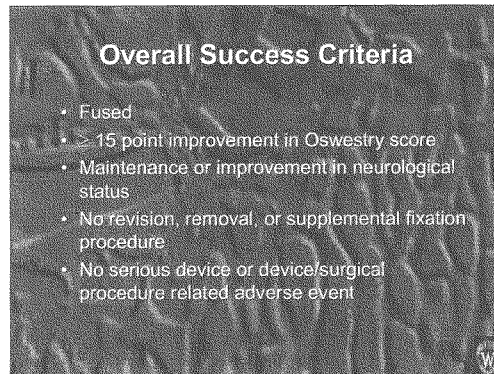 Overall Success Criteria
• Fused
• ≥ 15 point improvement in Oswestry score
• Maintenance or improvement in neurological
status
• No revision, removal, or supplemental fixation
procedure
• No serious device or device/surgical
procedure related adverse event
W